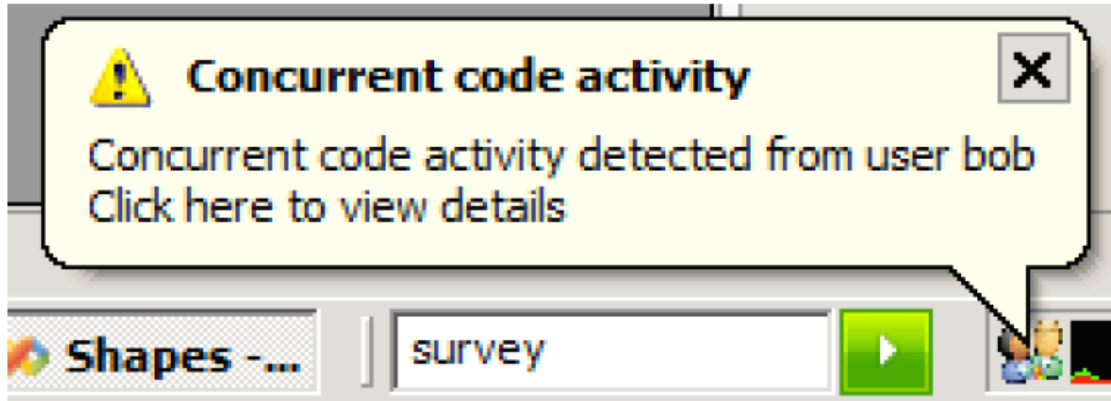 Concurrent code activity
Concurrent code activity detected from user bob
Click here to view details
Shapes -...
survey